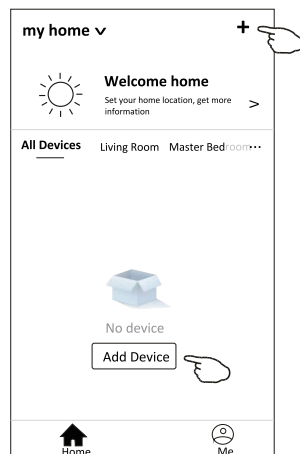 my home
+
Welcome home
Set your home location, get more
information
>
All Devices Living Room Master Bedroom ...
No device
Add Device
Home Me